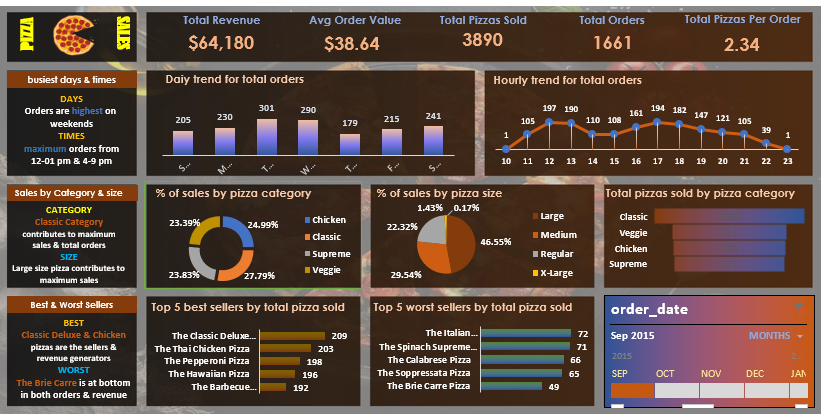 PIZZA
SALES
Total Revenue
$64,180
Avg Order Value
$38.64
Total Pizzas Sold
3890
Total Orders
1661
Total Pizzas Per Order
2.34
busiest days & times
DAYS
Orders are highest on
weekends
TIMES
maximum orders from
12-01 pm & 4-9 pm
Daiy trend for total orders
205
230
301
290
179
215
241
S...
M...
T...
W...
T...
F...
S...
Hourly trend for total orders
1
105
197
190
110
108
161
194
182
147
121
105
39
1
10 11 12 13 14 15 16 17 18 19 20 21 22 23
Sales by Category & size
CATEGORY
Classic Category
contributes to maximum
sales & total orders
SIZE
Large size pizza contributes to
maximum sales
% of sales by pizza category
23.39%
24.99%
23.83%
27.79%
Chicken
Classic
Supreme
Veggie
% of sales by pizza size
1.43%
0.17%
22.32%
46.55%
29.54%
Large
Medium
Regular
X-Large
Total pizzas sold by pizza category
Classic
Veggie
Chicken
Supreme
Best & Worst Sellers
BEST
Classic Deluxe & Chicken
pizzas are the sellers &
revenue generators
WORST
The Brie Carre is at bottom
in both orders & revenue
Top 5 best sellers by total pizza sold
The Classic Deluxe... 209
The Thai Chicken Pizza 203
The Pepperoni Pizza 198
The Hawaiian Pizza 196
The Barbecue... 192
Top 5 worst sellers by total pizza sold
The Italian... 72
The Spinach Supreme... 71
The Calabrese Pizza 66
The Soppressata Pizza 65
The Brie Carre Pizza 49
order_date
Sep 2015 MONTHS
2015 2...
SEP OCT NOV DEC JAN